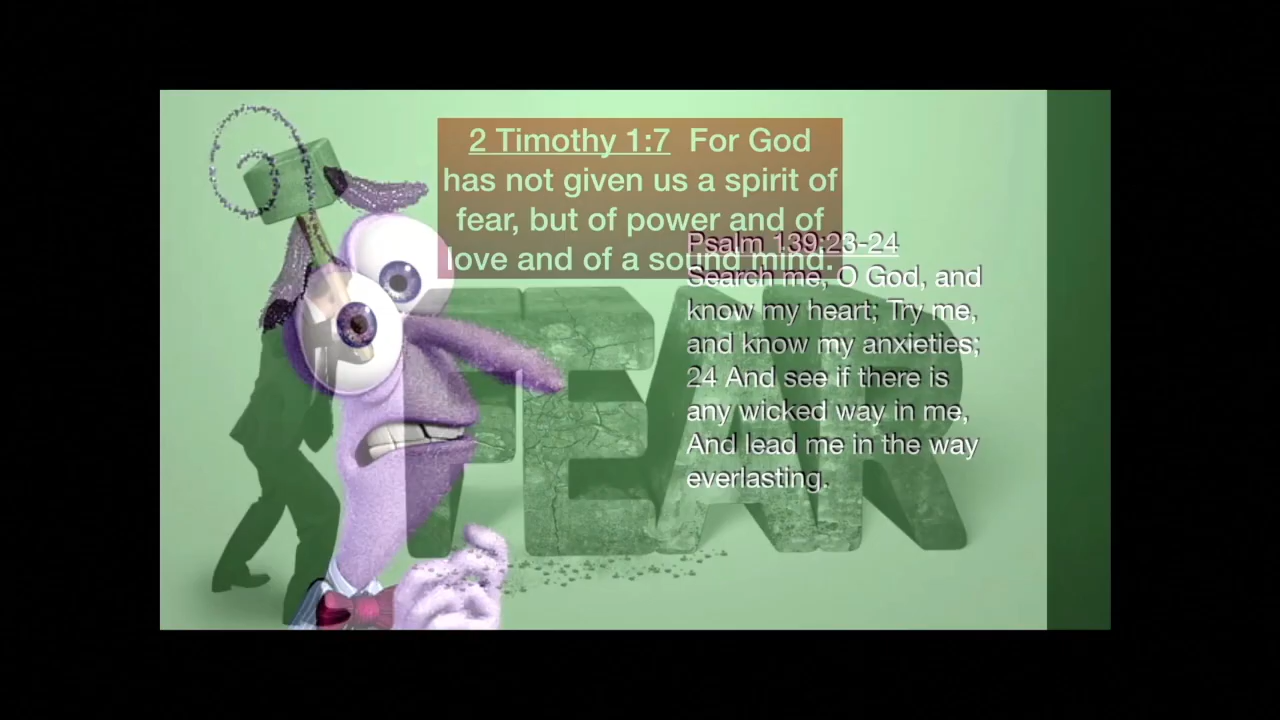 2 Timothy 1:7 For God
has not given us a spirit of
fear, but of power and of
love and of a sound mind.
Psalm 139:23-24
Search me, O God, and
know my heart; Try me,
and know my anxieties;
24 And see if there is
any wicked way in me,
And lead me in the way
everlasting.
FEAR